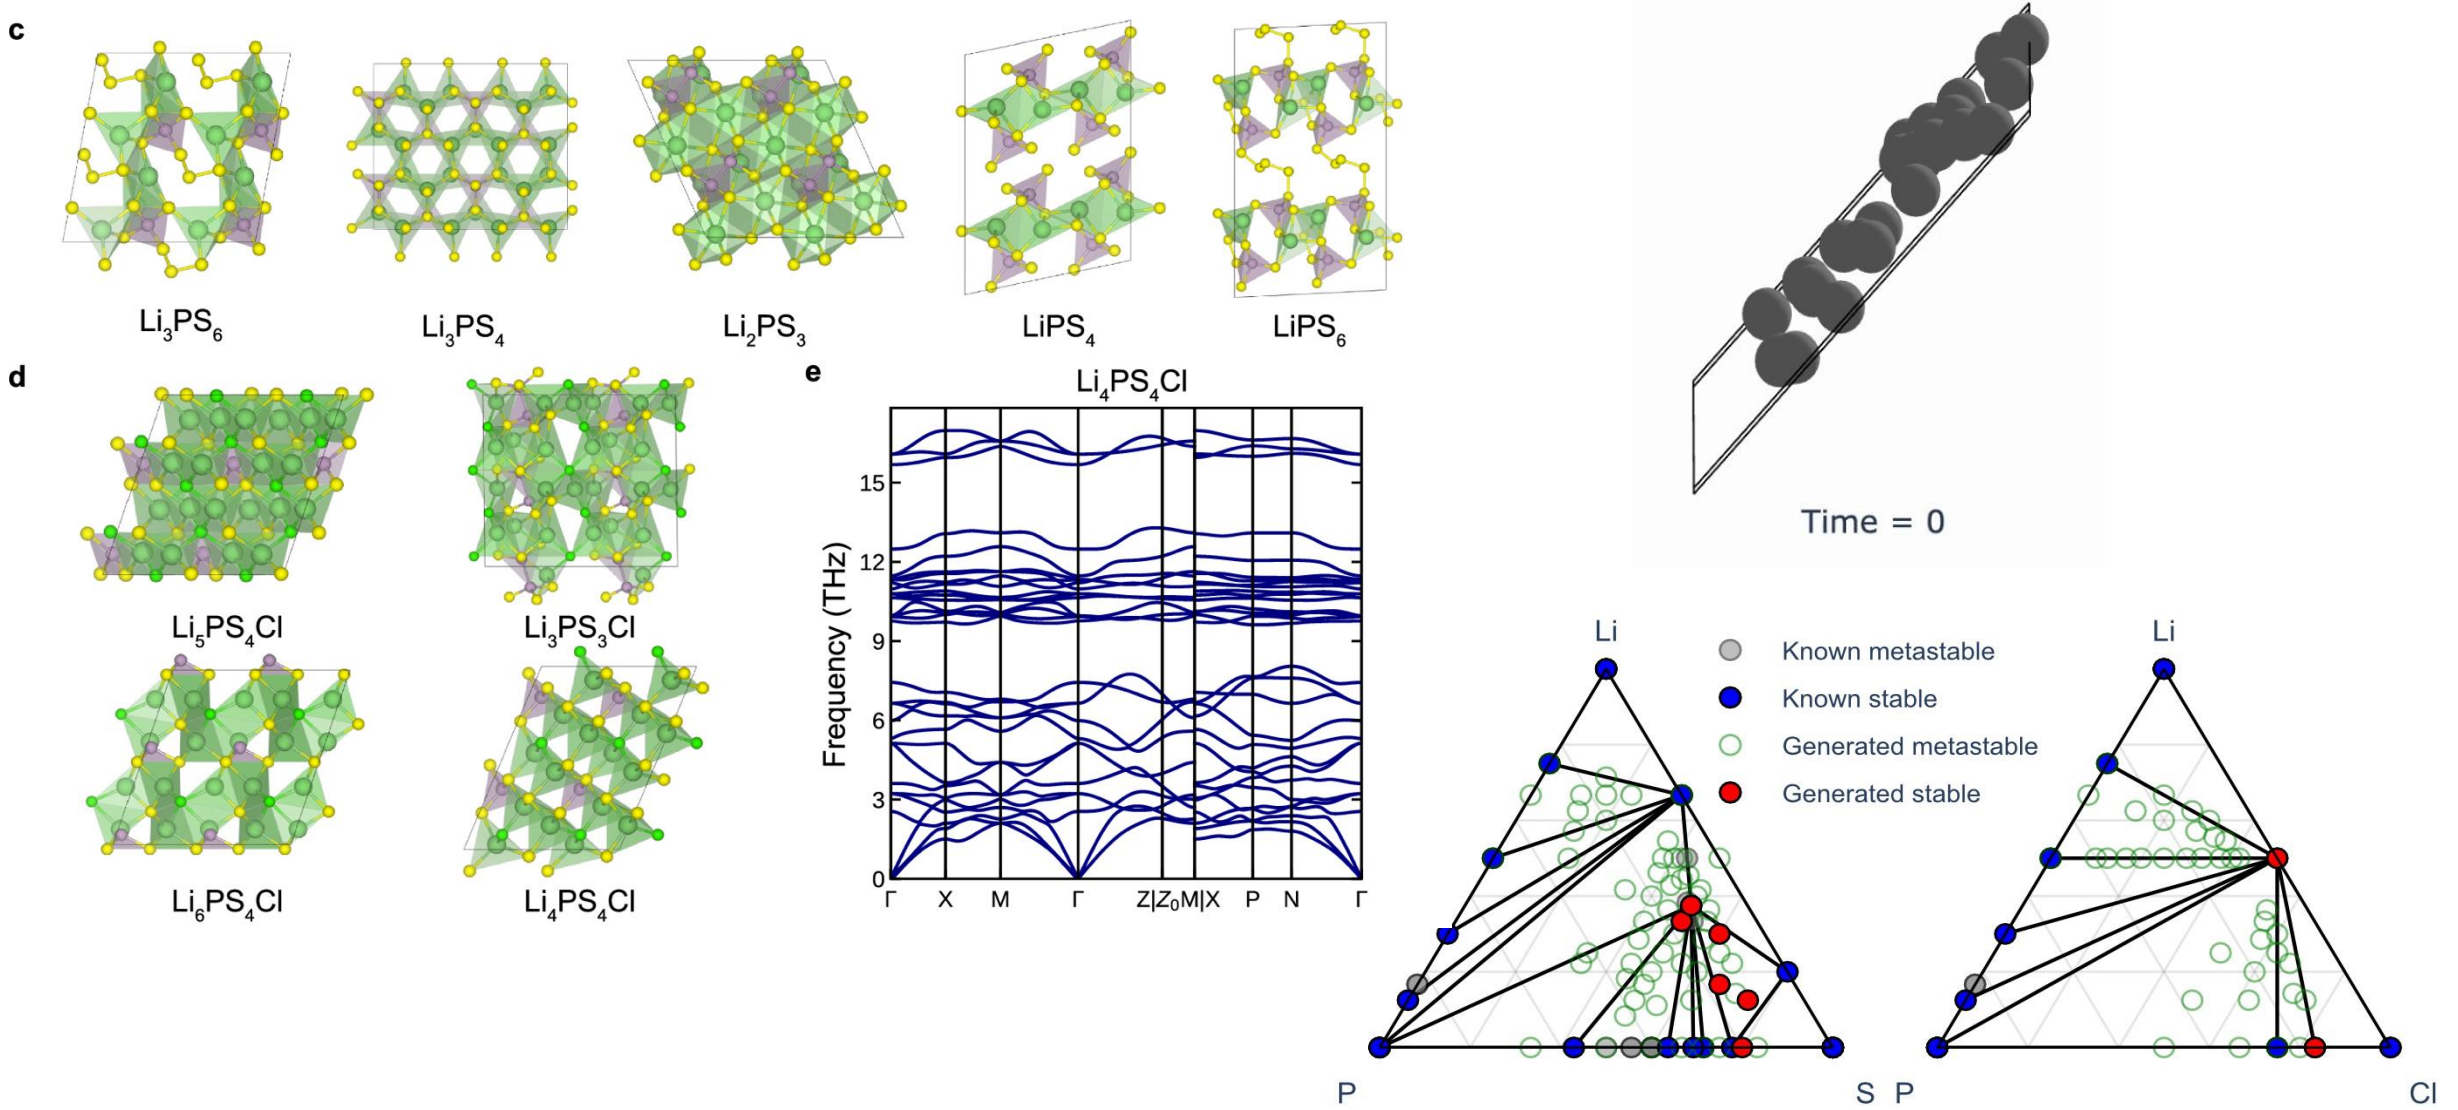 c
Li₃PS₆
Li₃PS₄
Li₂PS₃
LiPS₄
LiPS₆
Time = 0
d
Li₅PS₄Cl
Li₃PS₃Cl
Li₆PS₄Cl
Li₄PS₄Cl
e
Li₄PS₄Cl
Frequency (THz)
15
12
9
6
3
0
Γ X M Γ Z|Z₀M|X P N Γ
Li
P
S
Known metastable
Known stable
Generated metastable
Generated stable
Li
P
Cl